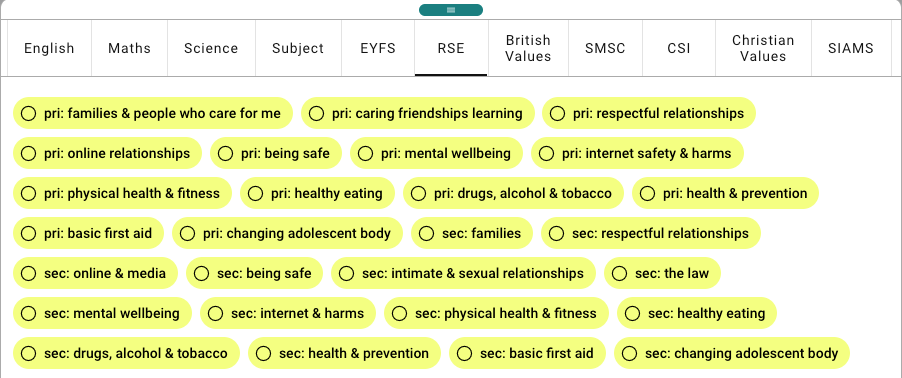 English Maths Science Subject EYFS RSE British Values SMSC CSI Christian Values SIAMS
pri: families & people who care for me pri: caring friendships learning pri: respectful relationships
pri: online relationships pri: being safe pri: mental wellbeing pri: internet safety & harms
pri: physical health & fitness pri: healthy eating pri: drugs, alcohol & tobacco pri: health & prevention
pri: basic first aid pri: changing adolescent body sec: families sec: respectful relationships
sec: online & media sec: being safe sec: intimate & sexual relationships sec: the law
sec: mental wellbeing sec: internet & harms sec: physical health & fitness sec: healthy eating
sec: drugs, alcohol & tobacco sec: health & prevention sec: basic first aid sec: changing adolescent body